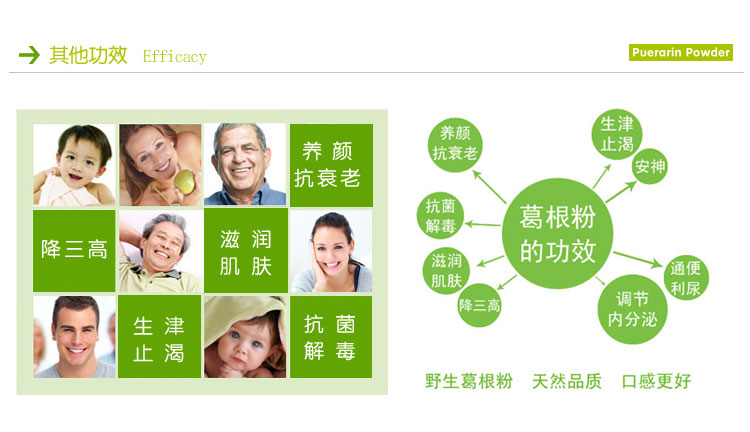 其他功效 Efficacy
Puerarin Powder
养颜
抗衰老
降三高
滋润
肌肤
生津
止渴
抗菌
解毒
养颜
抗衰老
生津
止渴
安神
抗菌
解毒
葛根粉
的功效
滋润
肌肤
降三高
通便
利尿
调节
内分泌
野生葛根粉 天然品质 口感更好